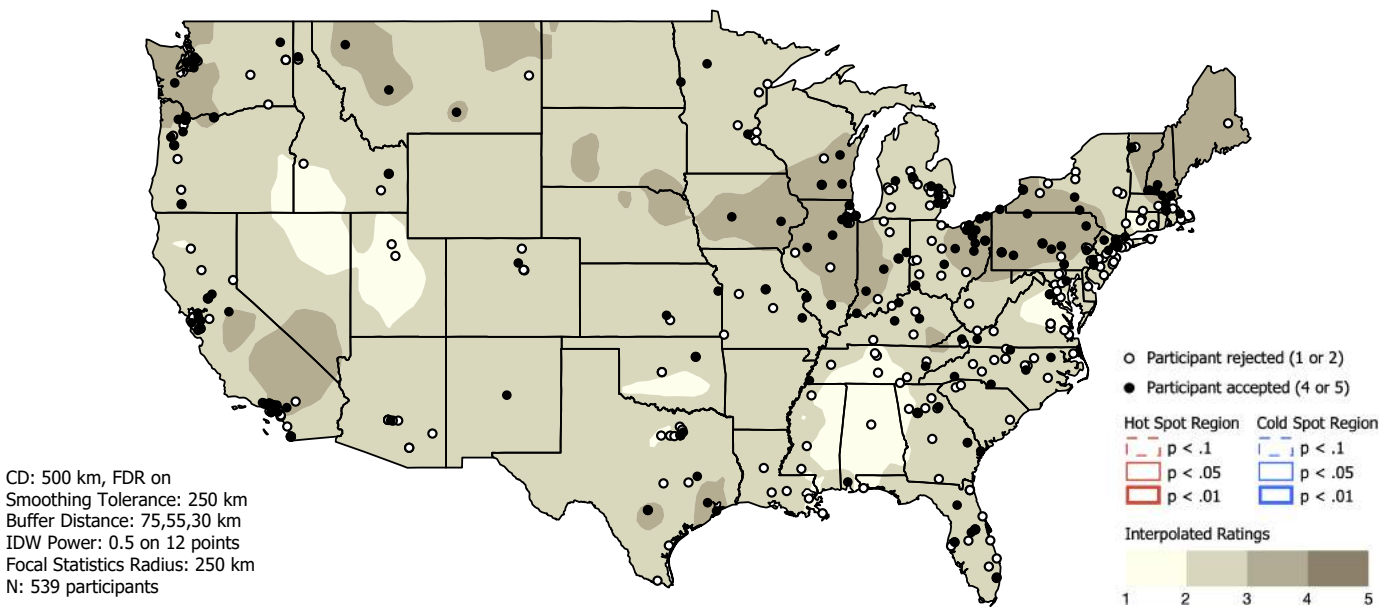 Participant rejected (1 or 2)
Participant accepted (4 or 5)
Hot Spot Region Cold Spot Region
p < .1 p < .1
p < .05 p < .05
p < .01 p < .01
CD: 500 km, FDR on
Smoothing Tolerance: 250 km
Buffer Distance: 75,55,30 km
IDW Power: 0.5 on 12 points
Focal Statistics Radius: 250 km
N: 539 participants
Interpolated Ratings
1 2 3 4 5